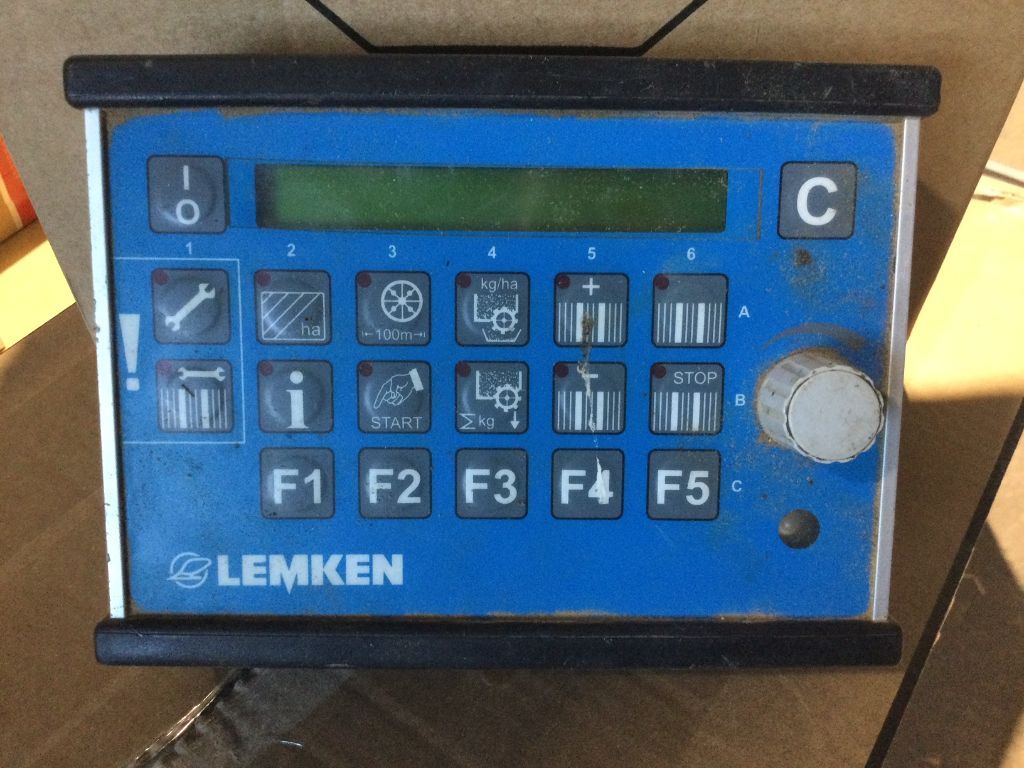 I
O
C
1 2 3 4 5 6
! ha ←100m→ kg/ha + A
i START Σkg − STOP B
F1 F2 F3 F4 F5 C
LEMKEN